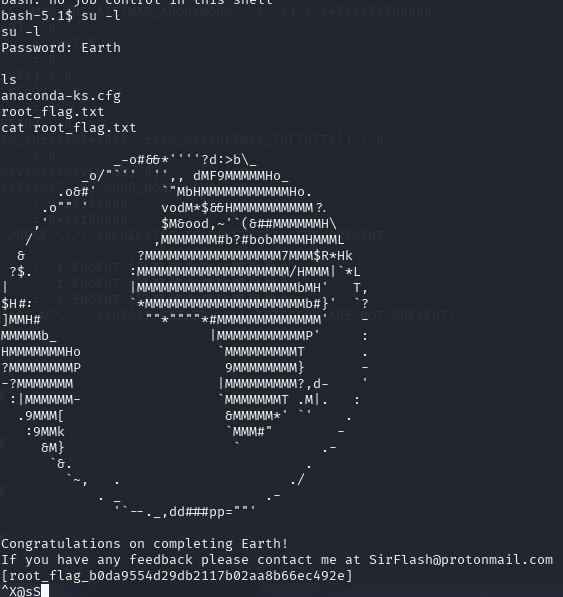 bash: no job control in this shell
bash-5.1$ su -l
su -l
Password: Earth

ls
anaconda-ks.cfg
root_flag.txt
cat root_flag.txt

              _-o#&&*''''?d:>b\_
          _o/"`''  '',, dMF9MMMMMHo_
       .o&#'        `"MbHMMMMMMMMMMMHo.
     .o"" '         vodM*$&&HMMMMMMMMMM?.
    ,'              $M&ood,~'`(&##MMMMMMH\
   /               ,MMMMMMM#b?#bobMMMMHMMML
  &              ?MMMMMMMMMMMMMMMMM7MMM$R*Hk
 ?$.            :MMMMMMMMMMMMMMMMMMM/HMMM|`*L
|               |MMMMMMMMMMMMMMMMMMMMbMH'   T,
$H#:            `*MMMMMMMMMMMMMMMMMMMMb#}'  `?
]MMH#             ""*""""*#MMMMMMMMMMMMM'    -
MMMMMb_                   |MMMMMMMMMMMP'     :
HMMMMMMMHo                 `MMMMMMMMMT       .
?MMMMMMMMP                  9MMMMMMMM}       -
-?MMMMMMM                  |MMMMMMMMM?,d-    '
 :|MMMMMM-                 `MMMMMMMT .M|.   :
  .9MMM[                    &MMMMM*' `'    .
   :9MMk                    `MMM#"        -
     &M}                     `          .-
      `&.                             .
        `~,   .                     ./
            . _                  .-
              '`--._,dd###pp=""'

Congratulations on completing Earth!
If you have any feedback please contact me at SirFlash@protonmail.com
[root_flag_b0da9554d29db2117b02aa8b66ec492e]
^X@sS